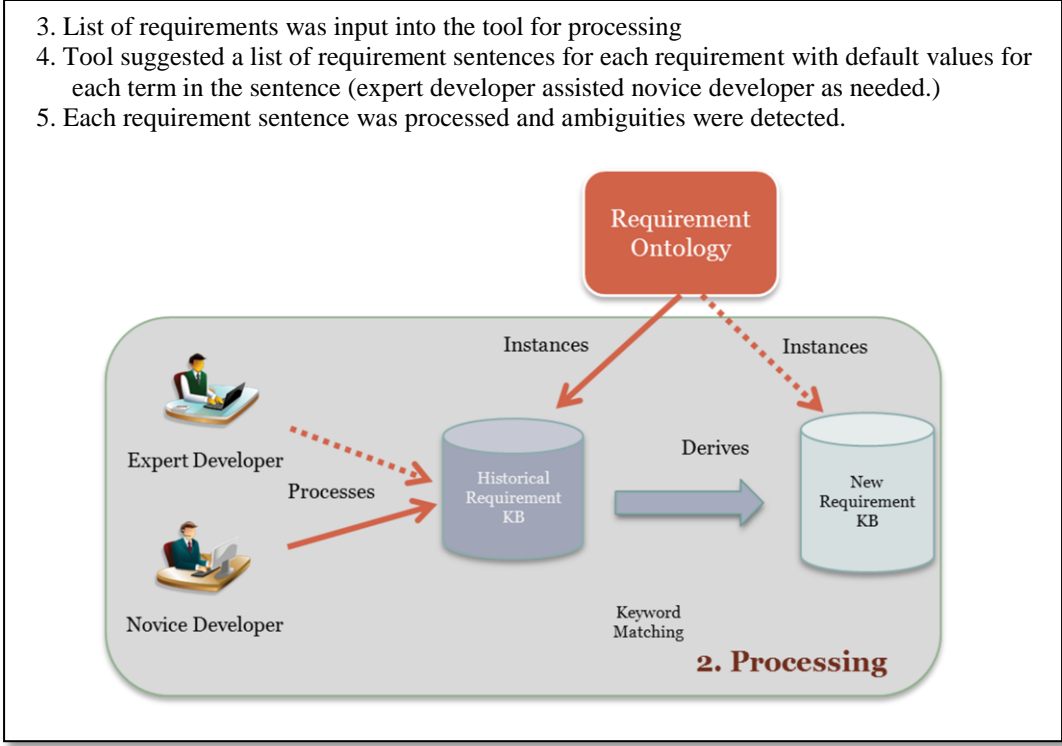 3. List of requirements was input into the tool for processing
4. Tool suggested a list of requirement sentences for each requirement with default values for
each term in the sentence (expert developer assisted novice developer as needed.)
5. Each requirement sentence was processed and ambiguities were detected.
Requirement
Ontology
Instances
Instances
Expert Developer
Processes
Historical
Requirement
KB
Derives
New
Requirement
KB
Novice Developer
Keyword
Matching
2. Processing